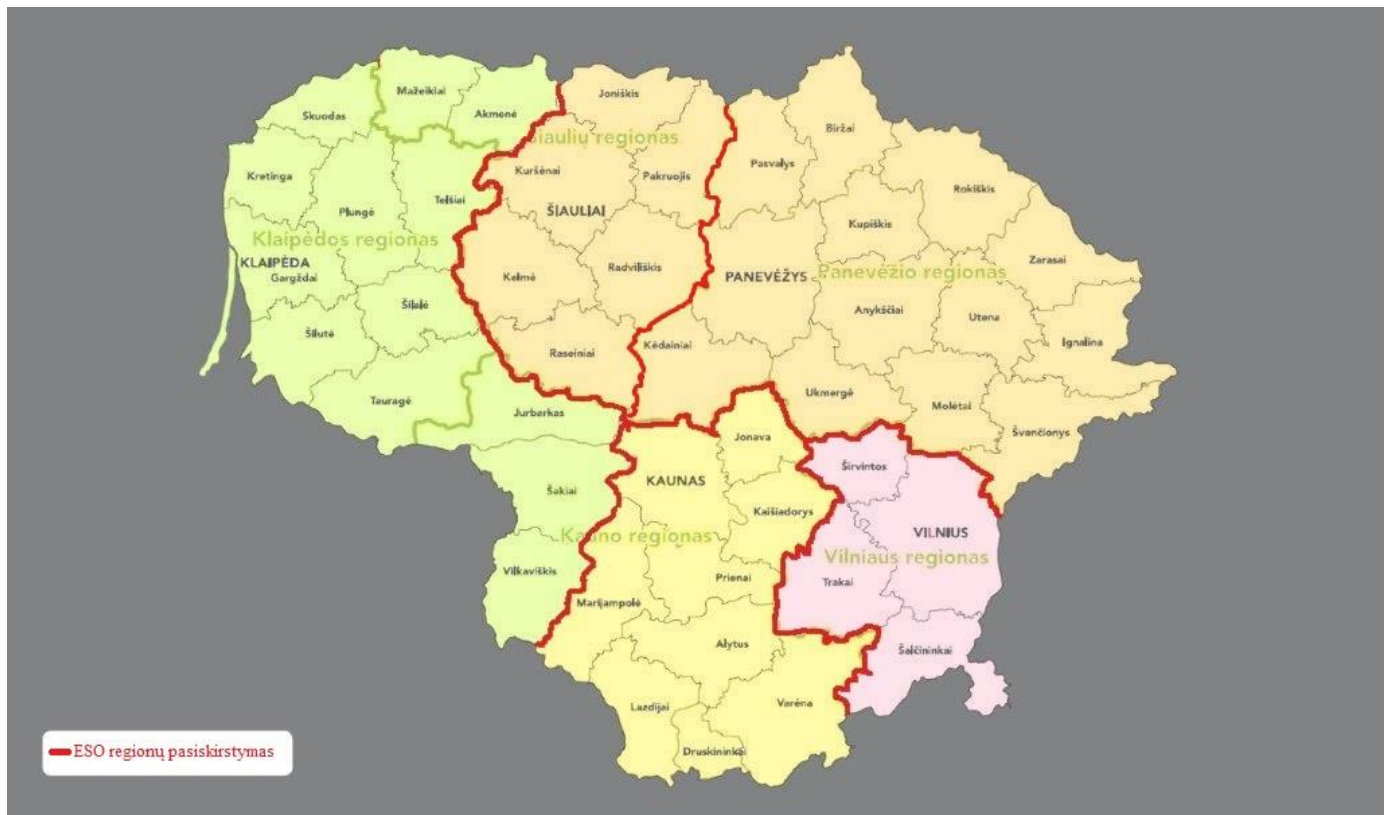 Mažeikiai
Joniškis
Skuodas
Akmenė
Šiaulių regionas
Biržai
Pasvalys
Kretinga
Kuršėnai
Pakruojis
Rokiškis
Plungė
Telšiai
ŠIAULIAI
Kupiškis
Klaipėdos regionas
KLAIPĖDA
Gargždai
Kelmė
Radviliškis
PANEVĖŽYS
Panevėžio regionas
Zarasai
Šilalė
Šilutė
Anykščiai
Utena
Ignalina
Raseiniai
Kėdainiai
Tauragė
Jurbarkas
Ukmergė
Molėtai
Švenčionys
Jonava
Širvintos
KAUNAS
Šakiai
Kaišiadorys
Kauno regionas
VILNIUS
Vilniaus regionas
Vilkaviškis
Prienai
Trakai
Marijampolė
Alytus
Šalčininkai
Lazdijai
Varėna
Druskininkai
ESO regionų pasiskirstymas